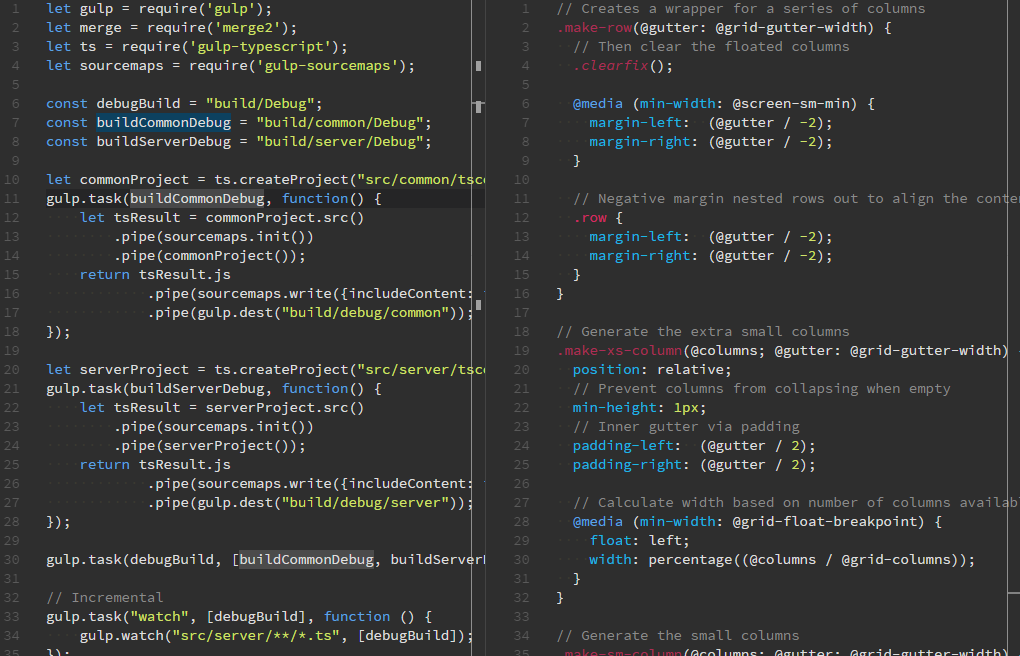 1 let gulp = require('gulp');
2 let merge = require('merge2');
3 let ts = require('gulp-typescript');
4 let sourcemaps = require('gulp-sourcemaps');
5
6 const debugBuild = "build/Debug";
7 const buildCommonDebug = "build/common/Debug";
8 const buildServerDebug = "build/server/Debug";
9
10 let commonProject = ts.createProject("src/common/tsco
11 gulp.task(buildCommonDebug, function() {
12 let tsResult = commonProject.src()
13 .pipe(sourcemaps.init())
14 .pipe(commonProject());
15 return tsResult.js
16 .pipe(sourcemaps.write({includeContent:
17 .pipe(gulp.dest("build/debug/common"));
18 });
19
20 let serverProject = ts.createProject("src/server/tsco
21 gulp.task(buildServerDebug, function() {
22 let tsResult = serverProject.src()
23 .pipe(sourcemaps.init())
24 .pipe(serverProject());
25 return tsResult.js
26 .pipe(sourcemaps.write({includeContent:
27 .pipe(gulp.dest("build/debug/server"));
28 });
29
30 gulp.task(debugBuild, [buildCommonDebug, buildServer
31
32 // Incremental
33 gulp.task("watch", [debugBuild], function () {
34 gulp.watch("src/server/**/*.ts", [debugBuild]);
35 });
1 // Creates a wrapper for a series of columns
2 .make-row(@gutter: @grid-gutter-width) {
3 // Then clear the floated columns
4 .clearfix();
5
6 @media (min-width: @screen-sm-min) {
7 margin-left: (@gutter / -2);
8 margin-right: (@gutter / -2);
9 }
10
11 // Negative margin nested rows out to align the conte
12 .row {
13 margin-left: (@gutter / -2);
14 margin-right: (@gutter / -2);
15 }
16 }
17
18 // Generate the extra small columns
19 .make-xs-column(@columns; @gutter: @grid-gutter-width)
20 position: relative;
21 // Prevent columns from collapsing when empty
22 min-height: 1px;
23 // Inner gutter via padding
24 padding-left: (@gutter / 2);
25 padding-right: (@gutter / 2);
26
27 // Calculate width based on number of columns availab
28 @media (min-width: @grid-float-breakpoint) {
29 float: left;
30 width: percentage((@columns / @grid-columns));
31 }
32 }
33
34 // Generate the small columns
35 .make-sm-column(@columns; @gutter: @grid-gutter-width)